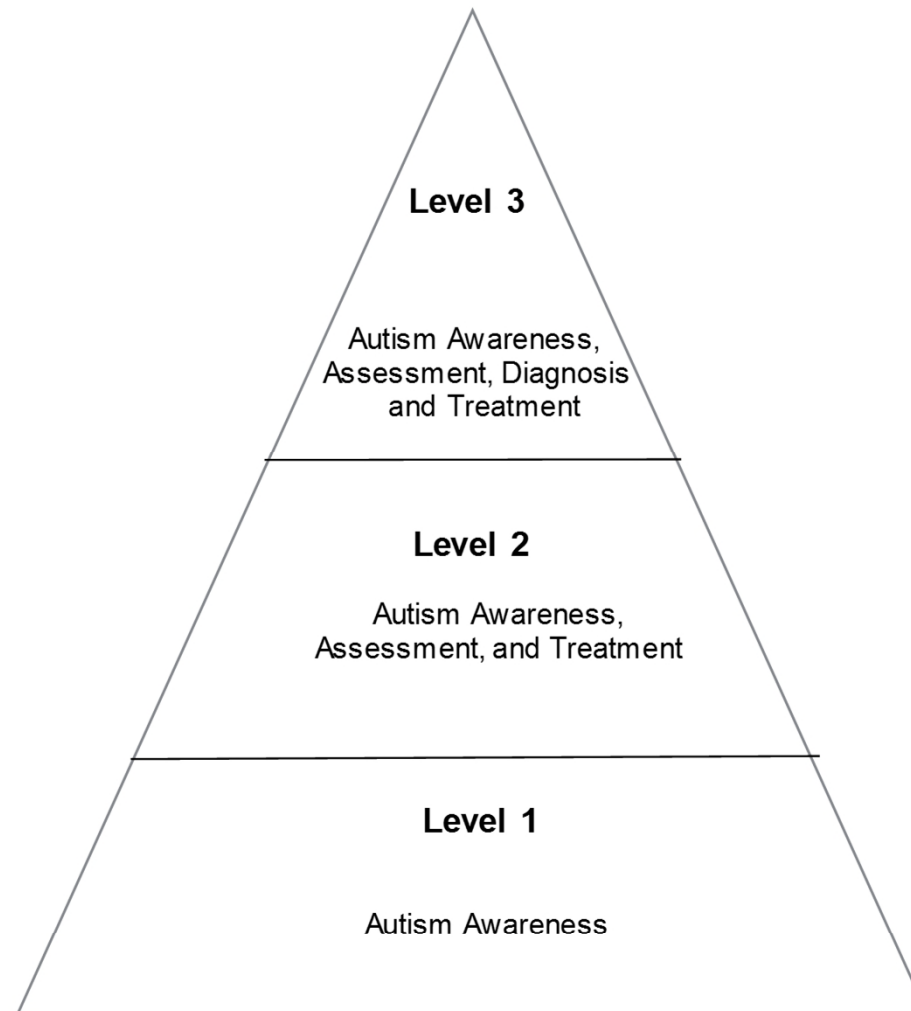 Level 3
Autism Awareness,
Assessment, Diagnosis
and Treatment
Level 2
Autism Awareness,
Assessment, and Treatment
Level 1
Autism Awareness